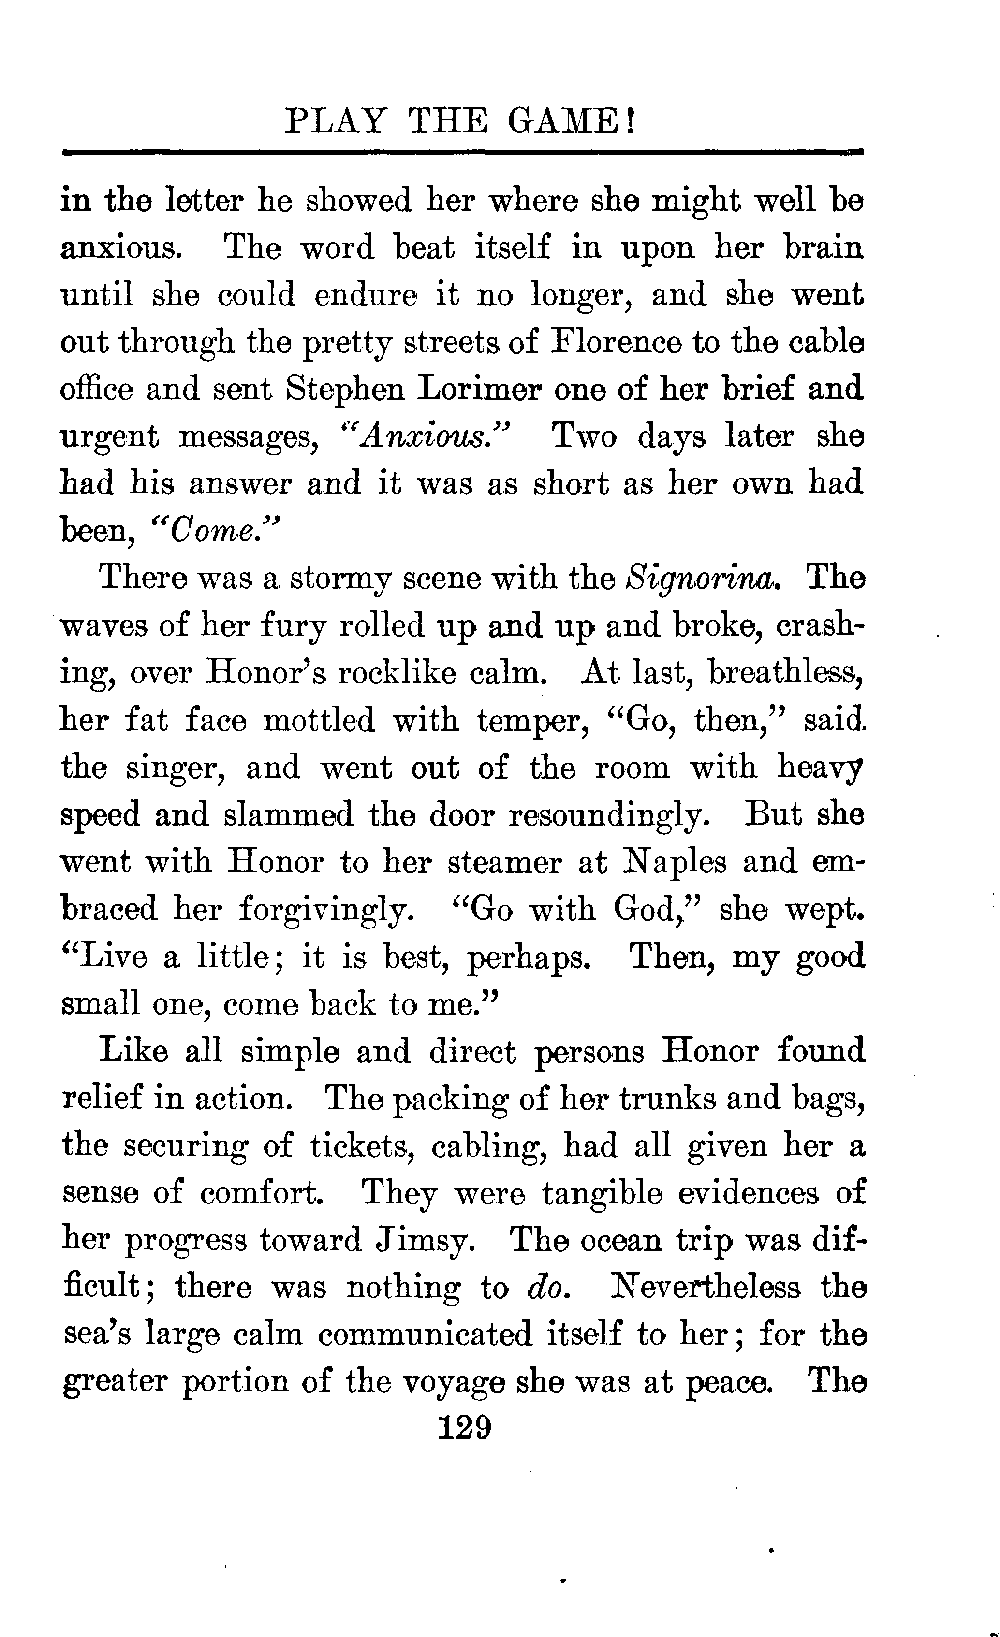 PLAY THE GAME!
in the letter he showed her where she might well be
anxious. The word beat itself in upon her brain
until she could endure it no longer, and she went
out through the pretty streets of Florence to the cable
office and sent Stephen Lorimer one of her brief and
urgent messages, “Anxious.” Two days later she
had his answer and it was as short as her own had
been, “Come.”
There was a stormy scene with the Signorina. The
waves of her fury rolled up and up and broke, crash-
ing, over Honor’s rocklike calm. At last, breathless,
her fat face mottled with temper, “Go, then,” said
the singer, and went out of the room with heavy
speed and slammed the door resoundingly. But she
went with Honor to her steamer at Naples and em-
braced her forgivingly. “Go with God,” she wept.
“Live a little; it is best, perhaps. Then, my good
small one, come back to me.”
Like all simple and direct persons Honor found
relief in action. The packing of her trunks and bags,
the securing of tickets, cabling, had all given her a
sense of comfort. They were tangible evidences of
her progress toward Jimsy. The ocean trip was dif-
ficult; there was nothing to do. Nevertheless the
sea’s large calm communicated itself to her; for the
greater portion of the voyage she was at peace. The
129